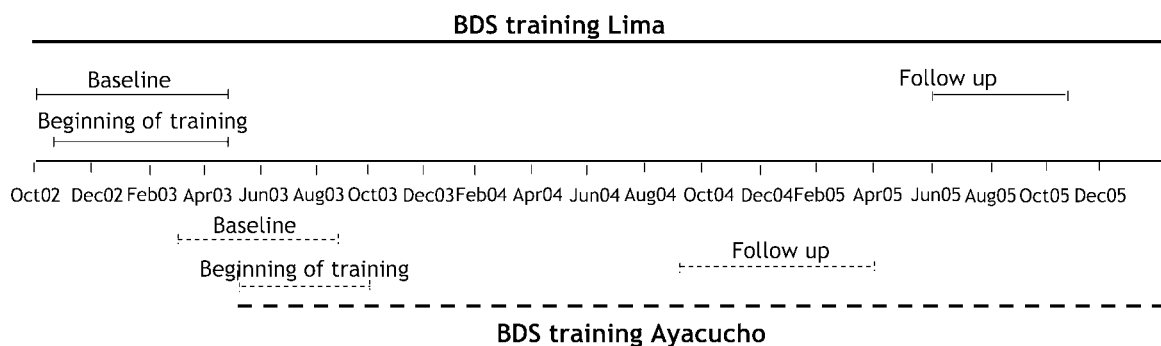 BDS training Lima
Baseline
Follow up
Beginning of training
Oct02 Dec02 Feb03 Apr03 Jun03 Aug03 Oct03 Dec03 Feb04 Apr04 Jun04 Aug04 Oct04 Dec04 Feb05 Apr05 Jun05 Aug05 Oct05 Dec05
Baseline
Follow up
Beginning of training
BDS training Ayacucho